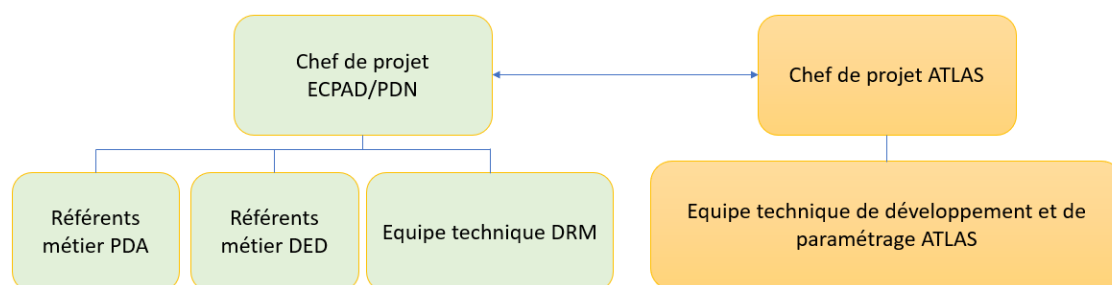 Chef de projet
ECPAD/PDN
Chef de projet ATLAS
Référents
métier PDA
Référents
métier DED
Equipe technique DRM
Equipe technique de développement et de
paramétrage ATLAS